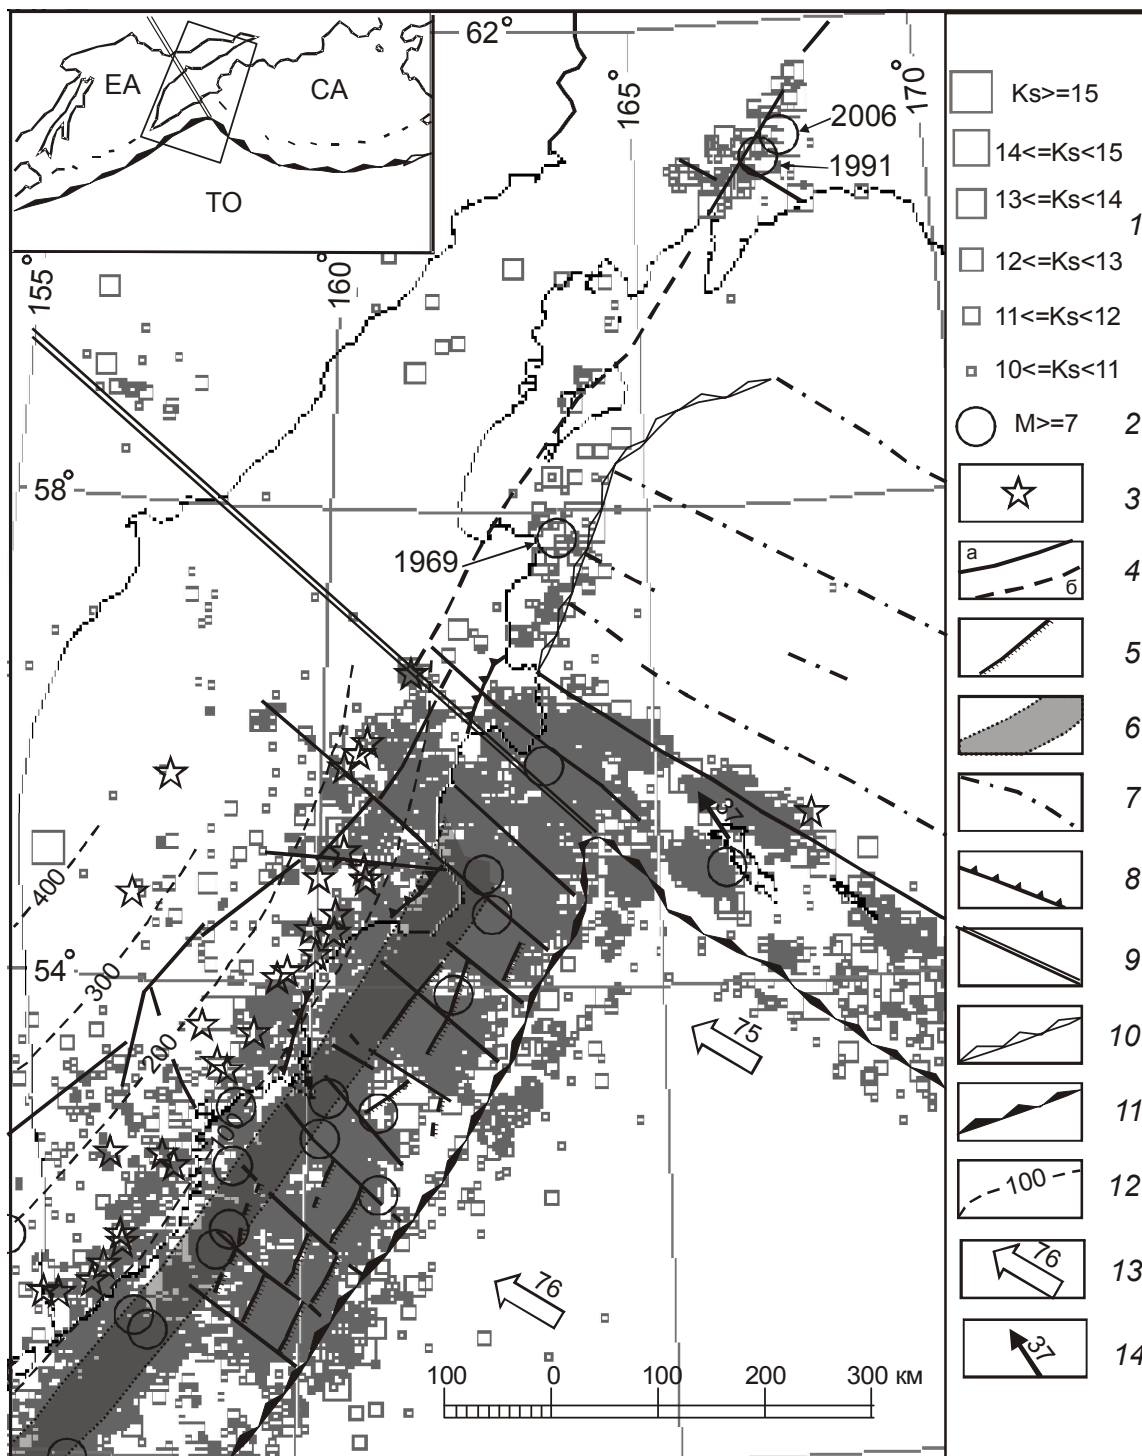 EA
CA
TO
62°
165°
170°
2006
1991
155°
160°
58°
1969
37
400
300
54°
200
100
75
76
100 0 100 200 300 км
Ks>=15
14<=Ks<15
13<=Ks<14
1
12<=Ks<13
11<=Ks<12
10<=Ks<11
M>=7 2
3
а
б
4
5
6
7
8
9
10
11
100
12
76
13
37
14